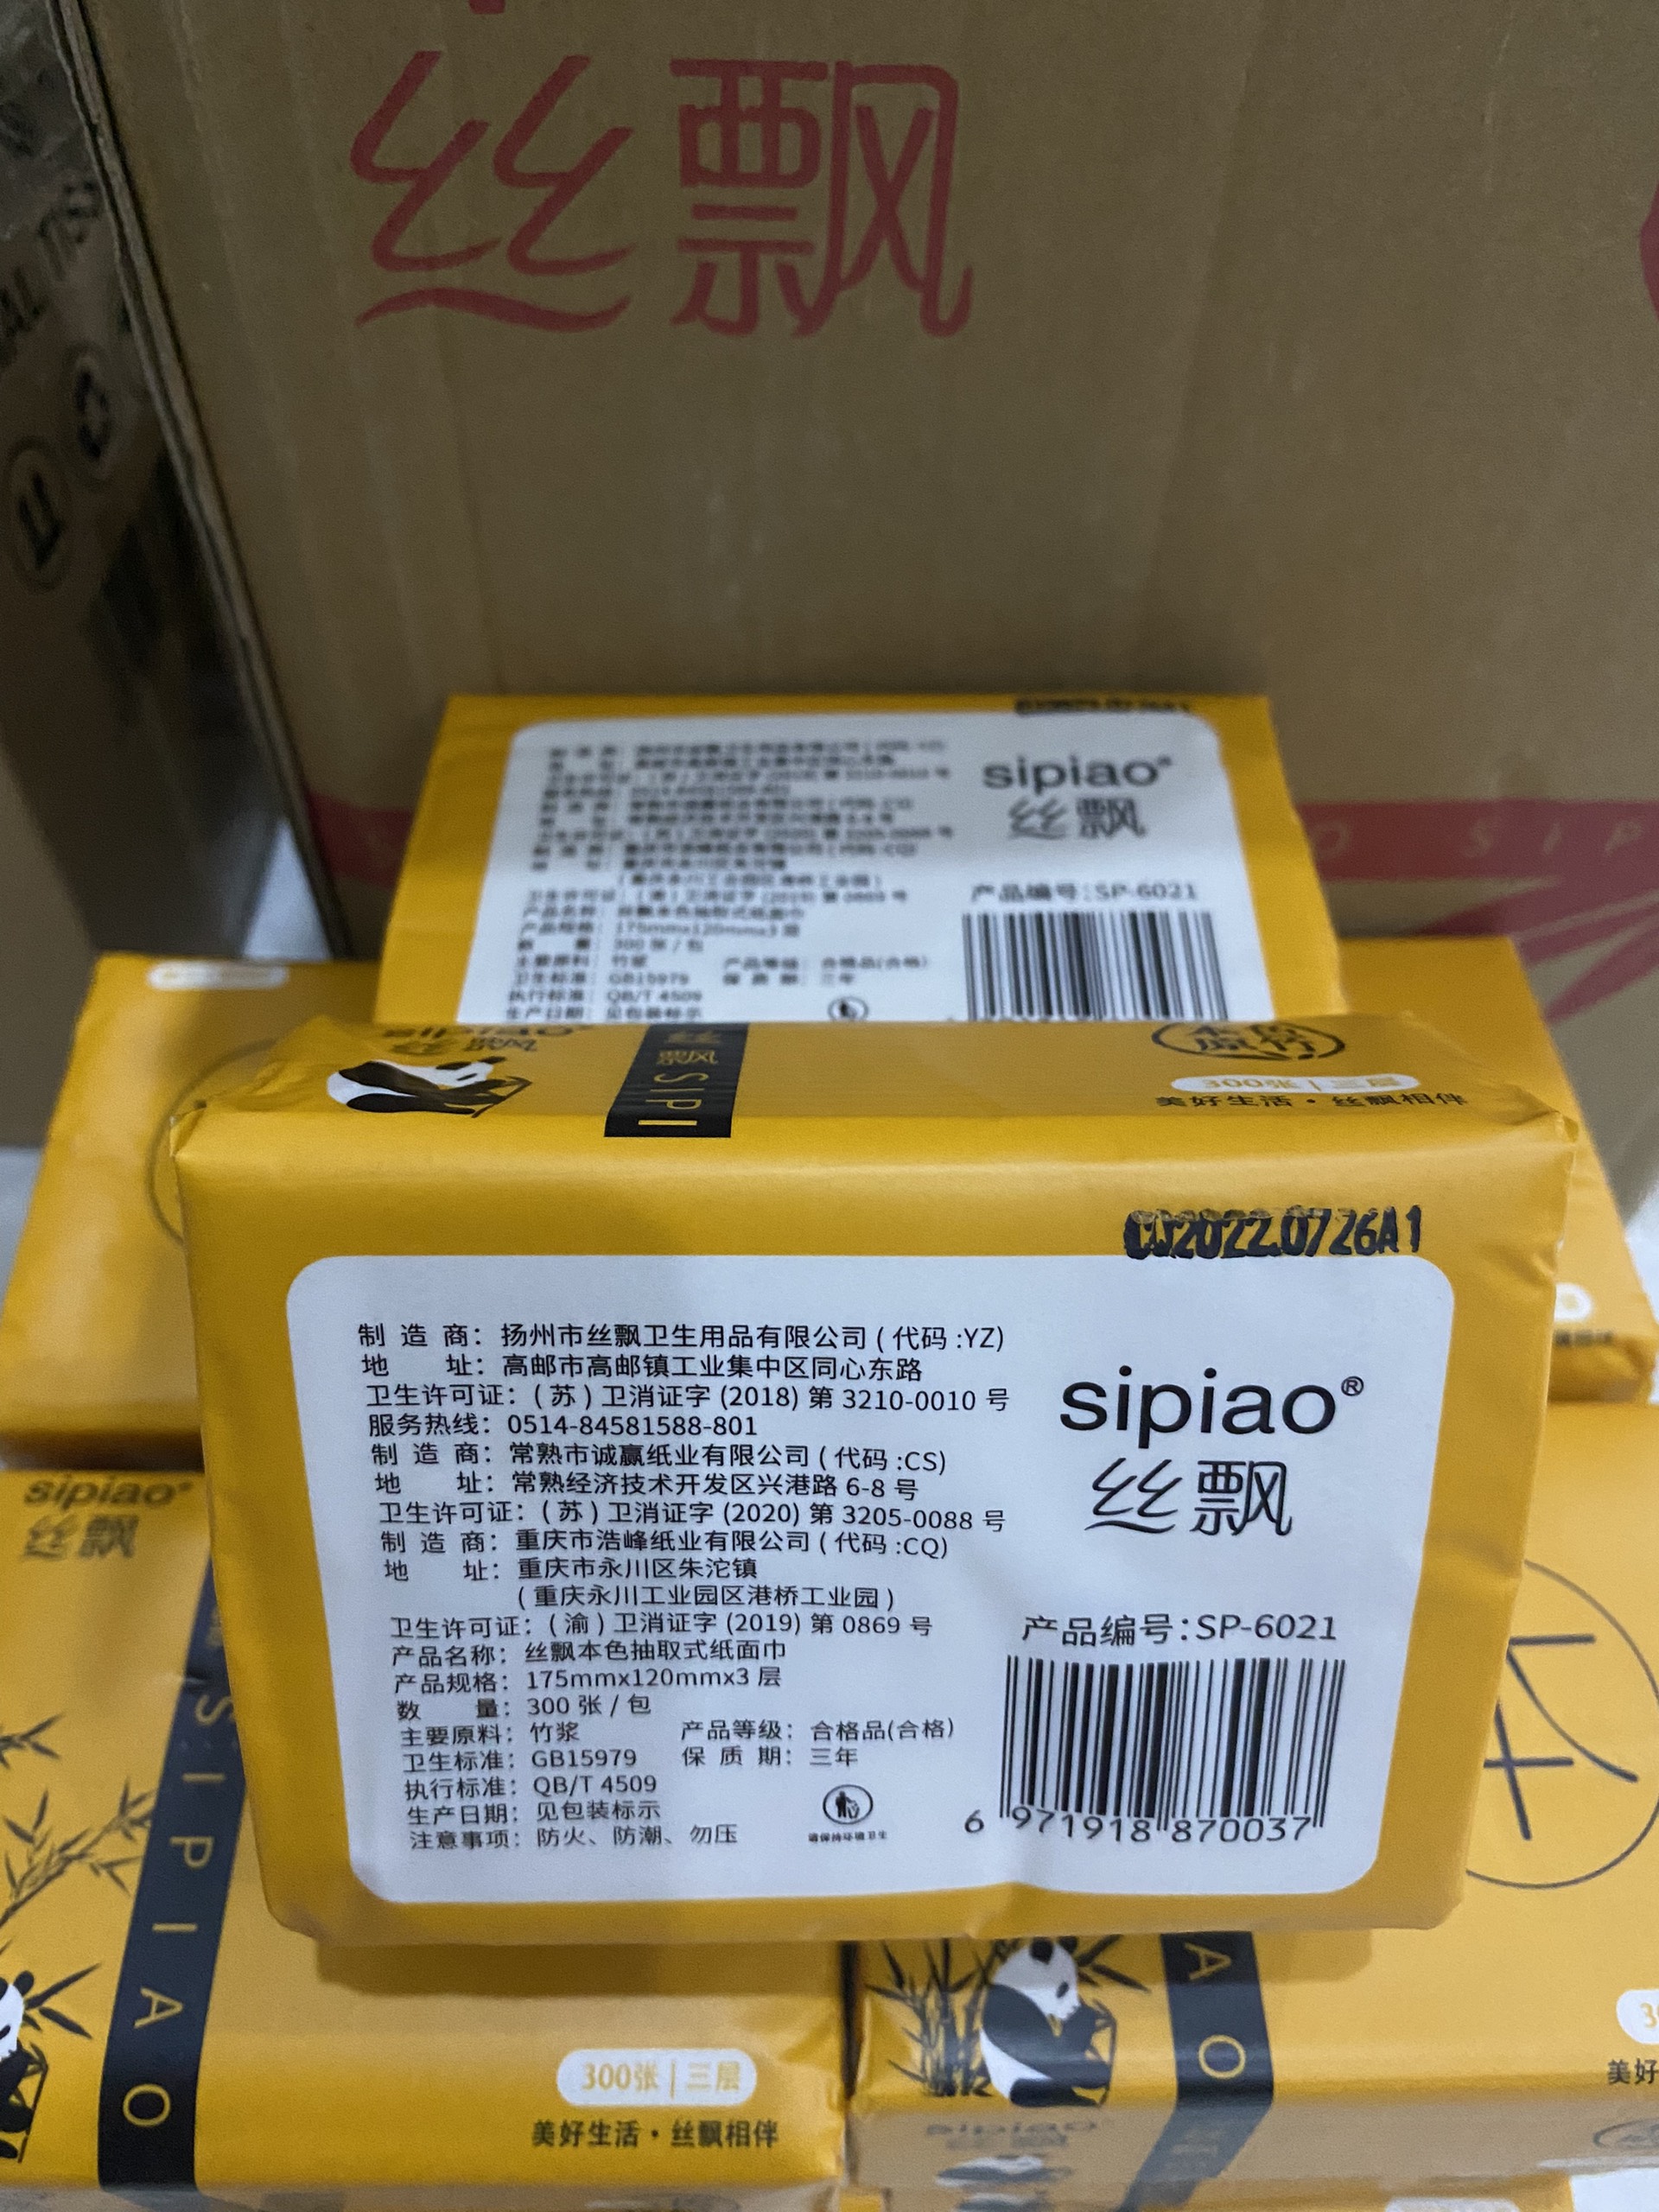 丝飘
sipiao®
丝飘
产品编号:SP-6021
sipiao
丝飘
丝飘 SIPI
300张 | 三层
美好生活·丝飘相伴
2022.0726A1
制造商：扬州市丝飘卫生用品有限公司(代码:YZ)
地址：高邮市高邮镇工业集中区同心东路
卫生许可证：(苏)卫消证字(2018)第3210-0010号
服务热线：0514-84581588-801
制造商：常熟市诚赢纸业有限公司(代码:CS)
地址：常熟经济技术开发区兴港路6-8号
卫生许可证：(苏)卫消证字(2020)第3205-0088号
制造商：重庆市浩峰纸业有限公司(代码:CQ)
地址：重庆市永川区朱沱镇
(重庆永川工业园区港桥工业园)
卫生许可证：(渝)卫消证字(2019)第0869号
产品名称：丝飘本色抽取式纸面巾
产品规格：175mmx120mmx3层
数量：300张/包
主要原料：竹浆 产品等级：合格品(合格)
卫生标准：GB15979 保质期：三年
执行标准：QB/T 4509
生产日期：见包装标示
注意事项：防火、防潮、勿压
请保持环境卫生
sipiao®
丝飘
产品编号:SP-6021
6 971918 870037
sipiao
丝飘
SIPIAO
300张 | 三层
美好生活·丝飘相伴
AO
美好